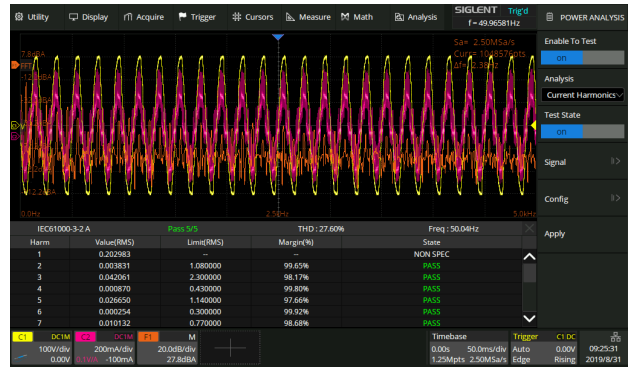 Utility Display Acquire Trigger Cursors Measure Math Analysis
SIGLENT Trig'd
f = 49.96581Hz
POWER ANALYSIS
Sa= 2.50MSa/s
Curr= 1048576pts
Δf= 2.38Hz
7.8dBA
FFT
0.0Hz
5.0kHz
Enable To Test
on
Analysis
Current Harmonics
Test State
on
Signal
Config
Apply
IEC61000-3-2 A Pass 5/5 THD : 27.60% Freq : 50.04Hz
Harm Value(RMS) Limit(RMS) Margin(%) State
1 0.202983 -- -- NON SPEC
2 0.003831 1.080000 99.65% PASS
3 0.042061 2.300000 98.17% PASS
4 0.000870 0.430000 99.80% PASS
5 0.026650 1.140000 97.66% PASS
6 0.000254 0.300000 99.92% PASS
7 0.010132 0.770000 98.68% PASS
C1 DC1M C2 DC1M F1 M
100V/div 200mA/div 20.0dB/div
0.00V -100mA 27.8dBA
Timebase Trigger C1 DC
0.00s 50.0ms/div Auto 0.00V 09:25:31
1.25Mpts 2.50MSa/s Edge Rising 2019/8/31